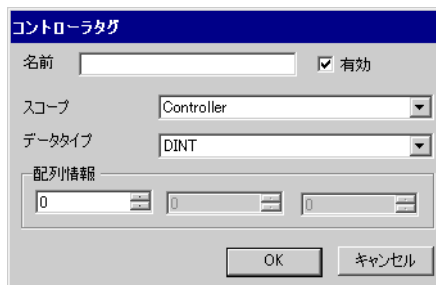 コントローラタグ
名前
有効
スコープ
Controller
データタイプ
DINT
配列情報
0
0
0
OK
キャンセル